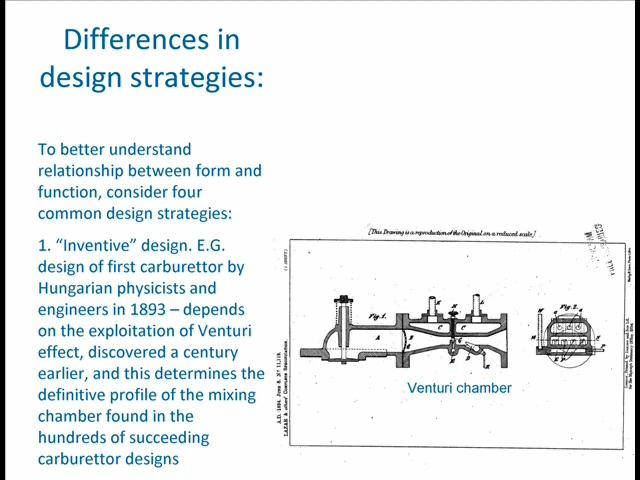 Differences in
design strategies:
To better understand
relationship between form and
function, consider four
common design strategies:
1. “Inventive” design. E.G.
design of first carburettor by
Hungarian physicists and
engineers in 1893 – depends
on the exploitation of Venturi
effect, discovered a century
earlier, and this determines the
definitive profile of the mixing
chamber found in the
hundreds of succeeding
carburettor designs
[This Drawing is a reproduction of the Original on a reduced scale]
Fig. 1.
Fig. 2.
Venturi chamber